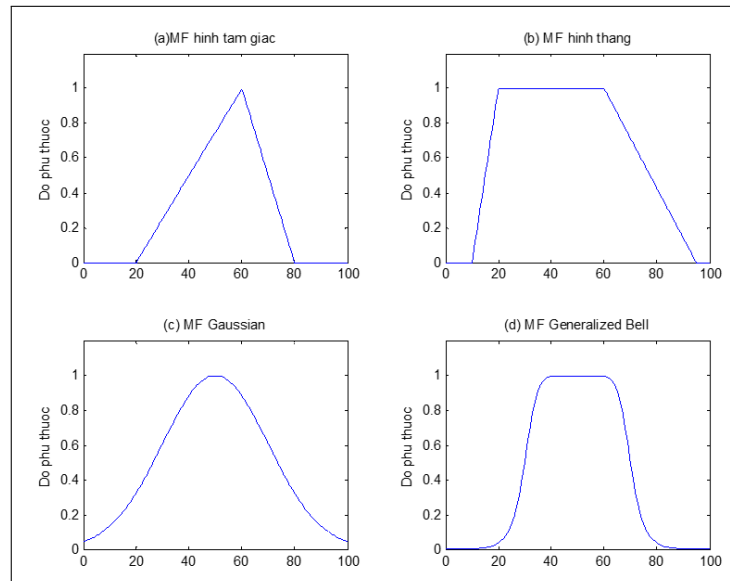 (a)MF hinh tam giac
Do phu thuoc
1
0.8
0.6
0.4
0.2
0
0 20 40 60 80 100
(b) MF hinh thang
Do phu thuoc
1
0.8
0.6
0.4
0.2
0
0 20 40 60 80 100
(c) MF Gaussian
Do phu thuoc
1
0.8
0.6
0.4
0.2
0
0 20 40 60 80 100
(d) MF Generalized Bell
Do phu thuoc
1
0.8
0.6
0.4
0.2
0
0 20 40 60 80 100